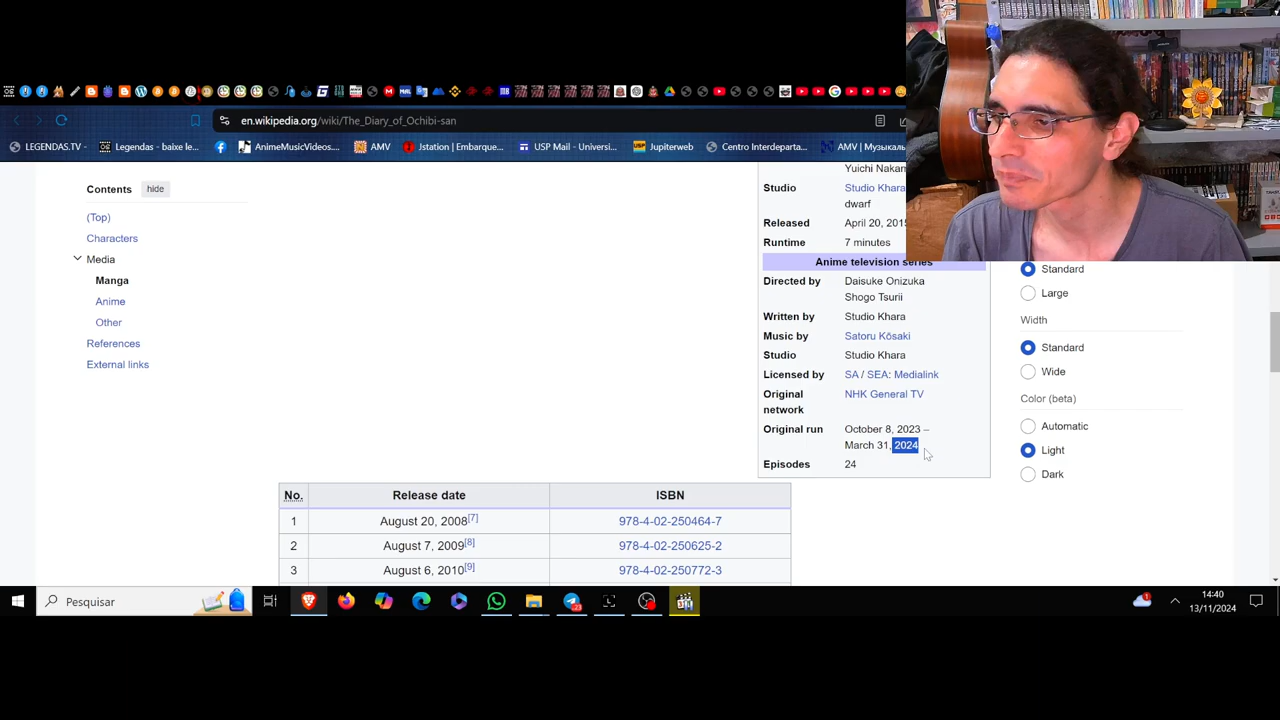 en.wikipedia.org/wiki/The_Diary_of_Ochibi-san
LEGENDAS.TV -
Legendas - baixe le...
AnimeMusicVideos....
AMV
Jstation | Embarque...
USP Mail - Universi...
Jupiterweb
Centro Interdeparta...
AMV | Музыкаль
Contents
hide
(Top)
Characters
Media
Manga
Anime
Other
References
External links
Yuichi Nakam
Studio
Studio Khara
dwarf
Released
April 20, 2015
Runtime
7 minutes
Anime television series
Directed by
Daisuke Onizuka
Shogo Tsurii
Written by
Studio Khara
Music by
Satoru Kōsaki
Studio
Studio Khara
Licensed by
SA / SEA: Medialink
Original
network
NHK General TV
Original run
October 8, 2023 –
March 31, 2024
Episodes
24
Standard
Large
Width
Standard
Wide
Color (beta)
Automatic
Light
Dark
No. Release date ISBN
1 August 20, 2008[7] 978-4-02-250464-7
2 August 7, 2009[8] 978-4-02-250625-2
3 August 6, 2010[9] 978-4-02-250772-3
Pesquisar
14:40
13/11/2024